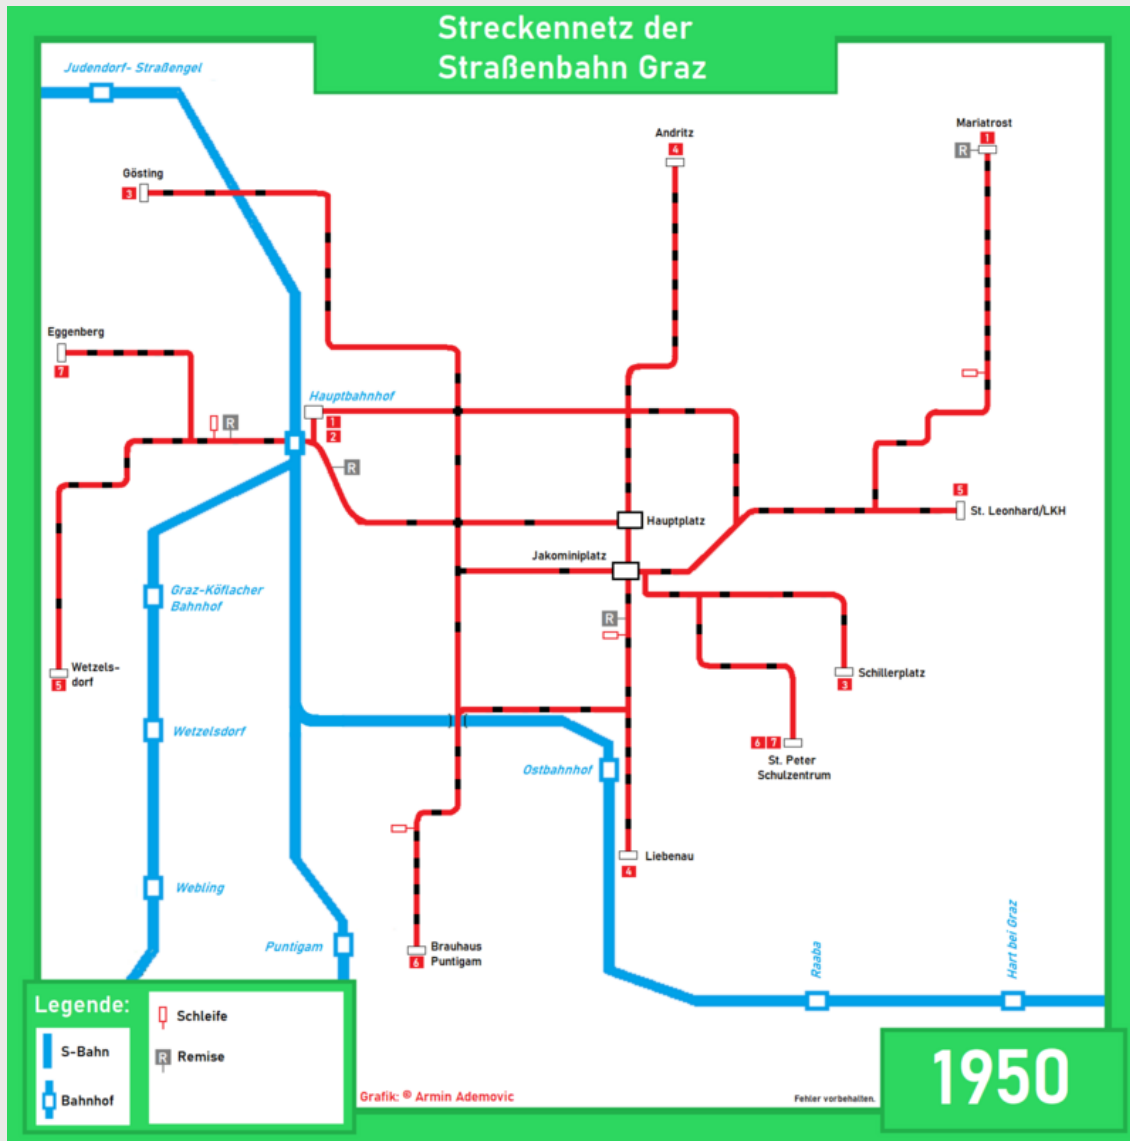 Streckennetz der
Straßenbahn Graz
Judendorf- Straßengel
Andritz
4
Mariatrost
1
R
Gösting
3
Eggenberg
7
Hauptbahnhof
1
2
R
R
5
St. Leonhard/LKH
Hauptplatz
Jakominiplatz
Graz-Köflacher
Bahnhof
R
Wetzels-
dorf
5
Schillerplatz
3
Wetzelsdorf
6 7
St. Peter
Schulzentrum
Ostbahnhof
Liebenau
4
Webling
Puntigam
Brauhaus
Puntigam
6
Raaba
Hart bei Graz
Legende:
S-Bahn
Bahnhof
Schleife
R Remise
Grafik: © Armin Ademovic
Fehler vorbehalten.
1950